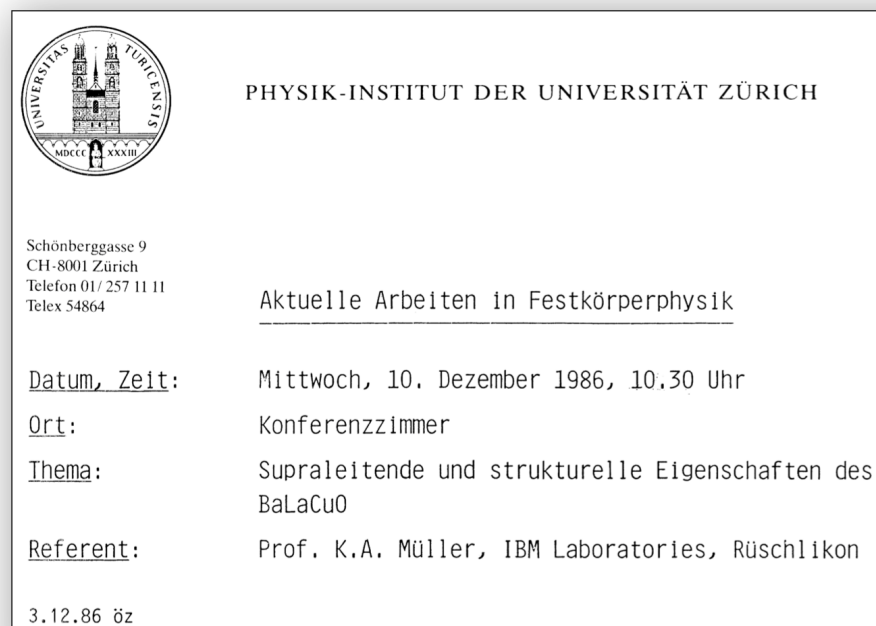 UNIVERSITAS TURICENSIS
MDCCC XXXIII
PHYSIK-INSTITUT DER UNIVERSITÄT ZÜRICH
Schönberggasse 9
CH-8001 Zürich
Telefon 01/ 257 11 11
Telex 54864
Aktuelle Arbeiten in Festkörperphysik
Datum, Zeit: Mittwoch, 10. Dezember 1986, 10.30 Uhr
Ort: Konferenzzimmer
Thema: Supraleitende und strukturelle Eigenschaften des
BaLaCuO
Referent: Prof. K.A. Müller, IBM Laboratories, Rüschlikon
3.12.86 öz